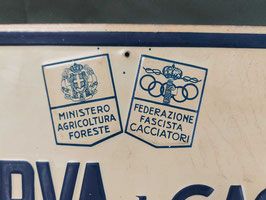 MINISTERO
AGRICOLTURA
FORESTE
FEDERAZIONE
FASCISTA
CACCIATORI